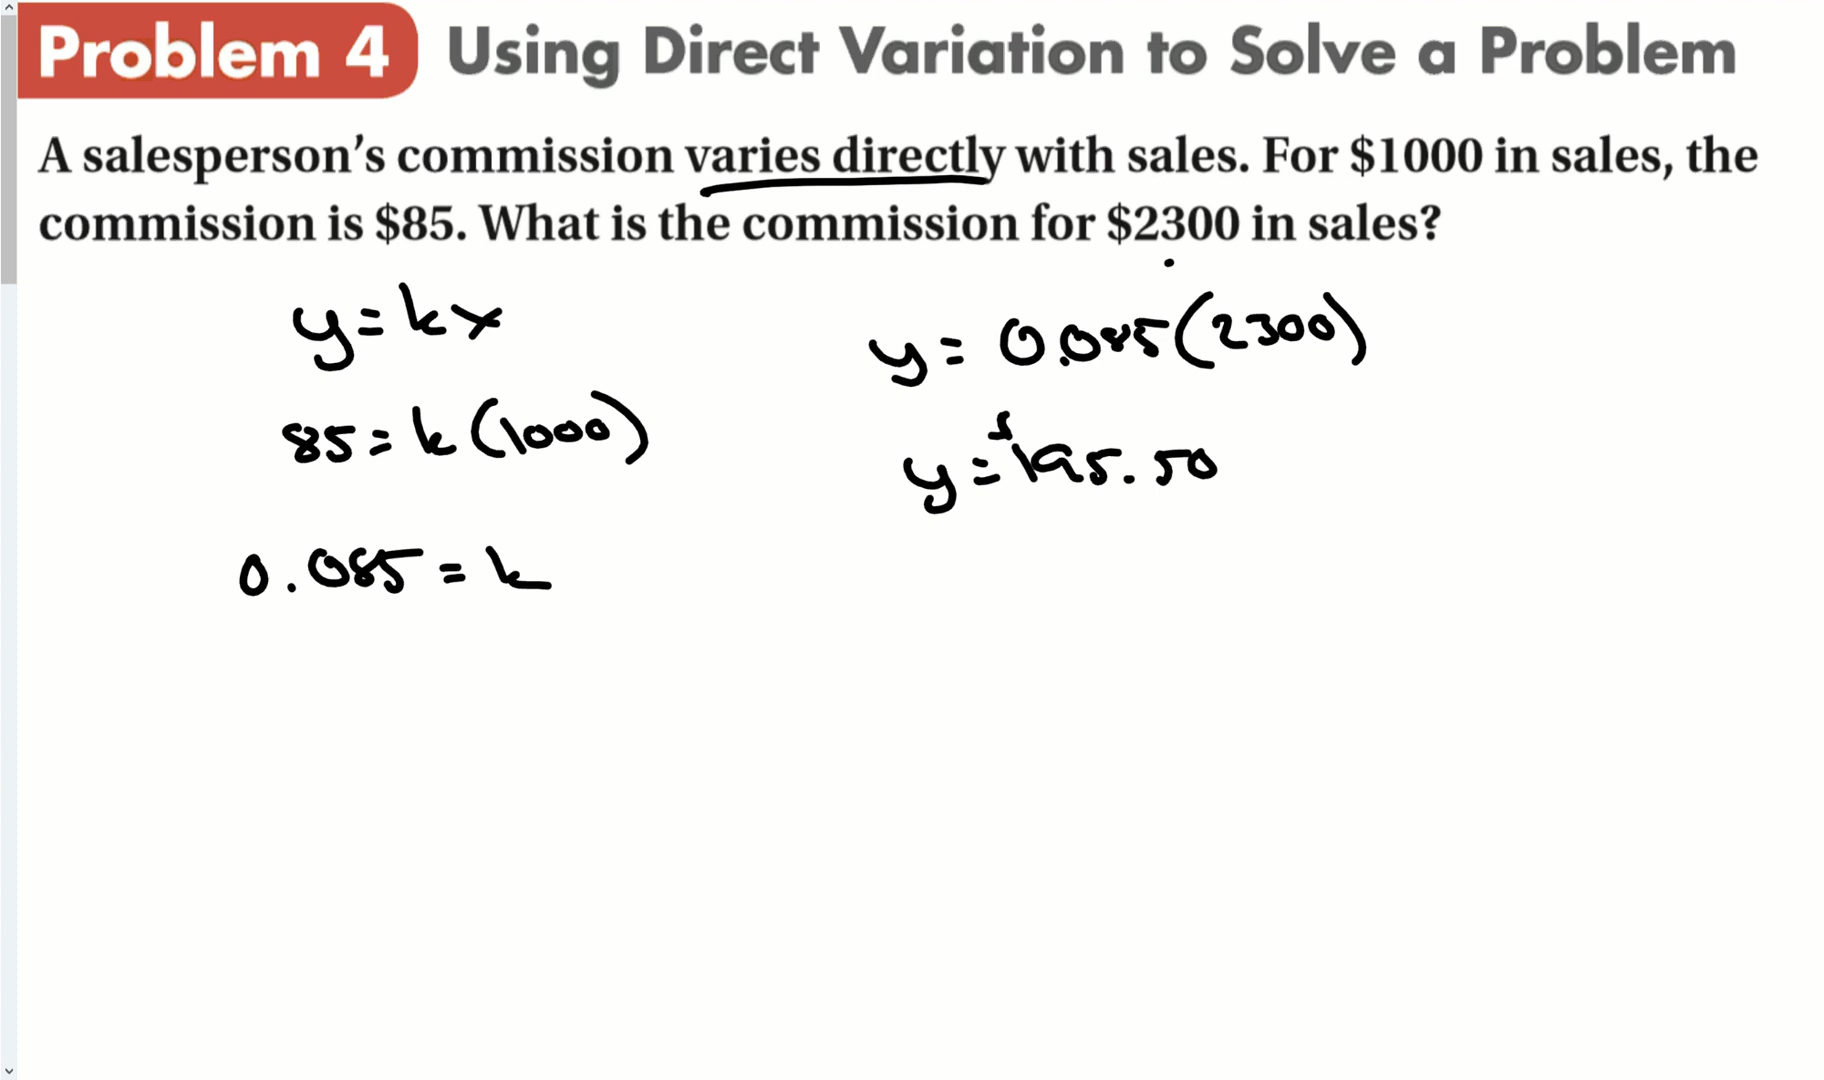 Problem 4 Using Direct Variation to Solve a Problem
A salesperson's commission varies directly with sales. For $1000 in sales, the
commission is $85. What is the commission for $2300 in sales?
y = kx
85 = k(1000)
0.085 = k
y = 0.085(2300)
y = $195.50